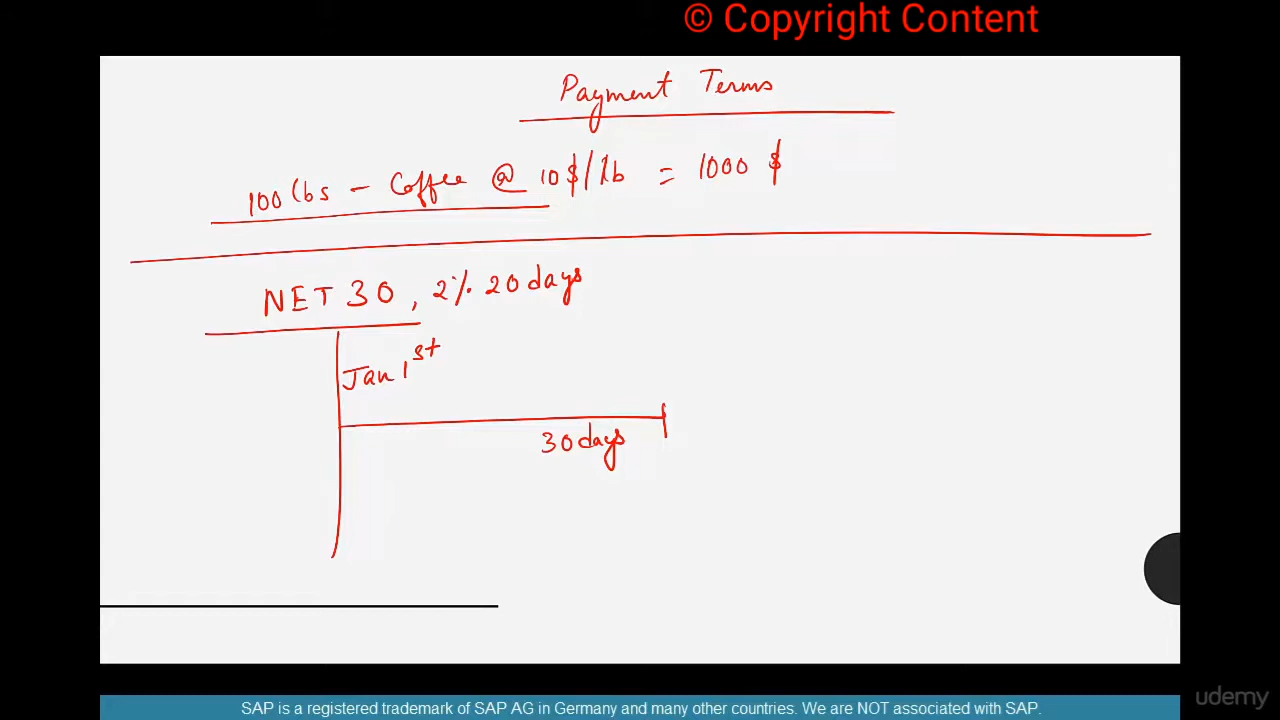 © Copyright Content
Payment Terms
100 lbs - Coffee @ 10$/lb = 1000 $
NET 30, 2% 20 days
Jan 1st
30 days
udemy
SAP is a registered trademark of SAP AG in Germany and many other countries. We are NOT associated with SAP.